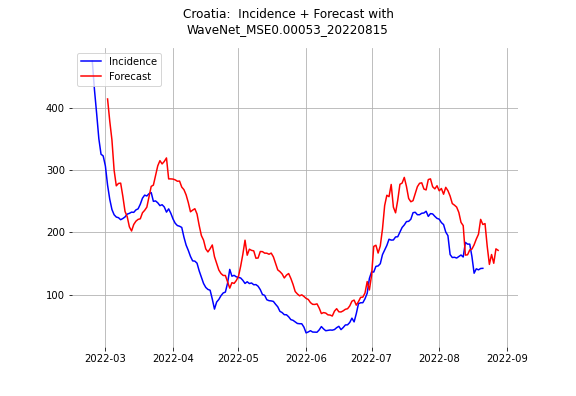 Croatia:  Incidence + Forecast with
WaveNet_MSE0.00053_20220815
Incidence
Forecast
400
300
200
100
2022-03
2022-04
2022-05
2022-06
2022-07
2022-08
2022-09